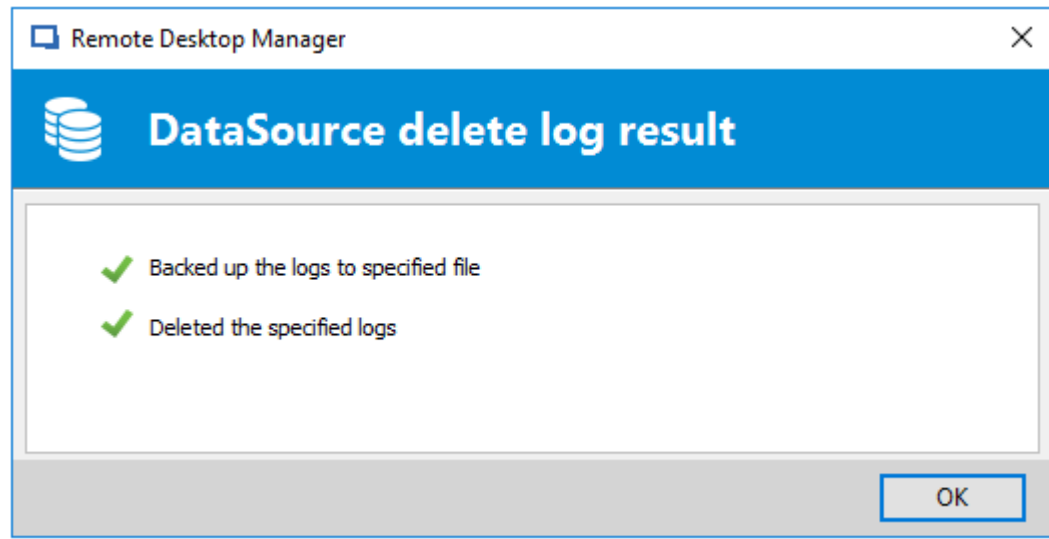 Remote Desktop Manager
DataSource delete log result
Backed up the logs to specified file
Deleted the specified logs
OK